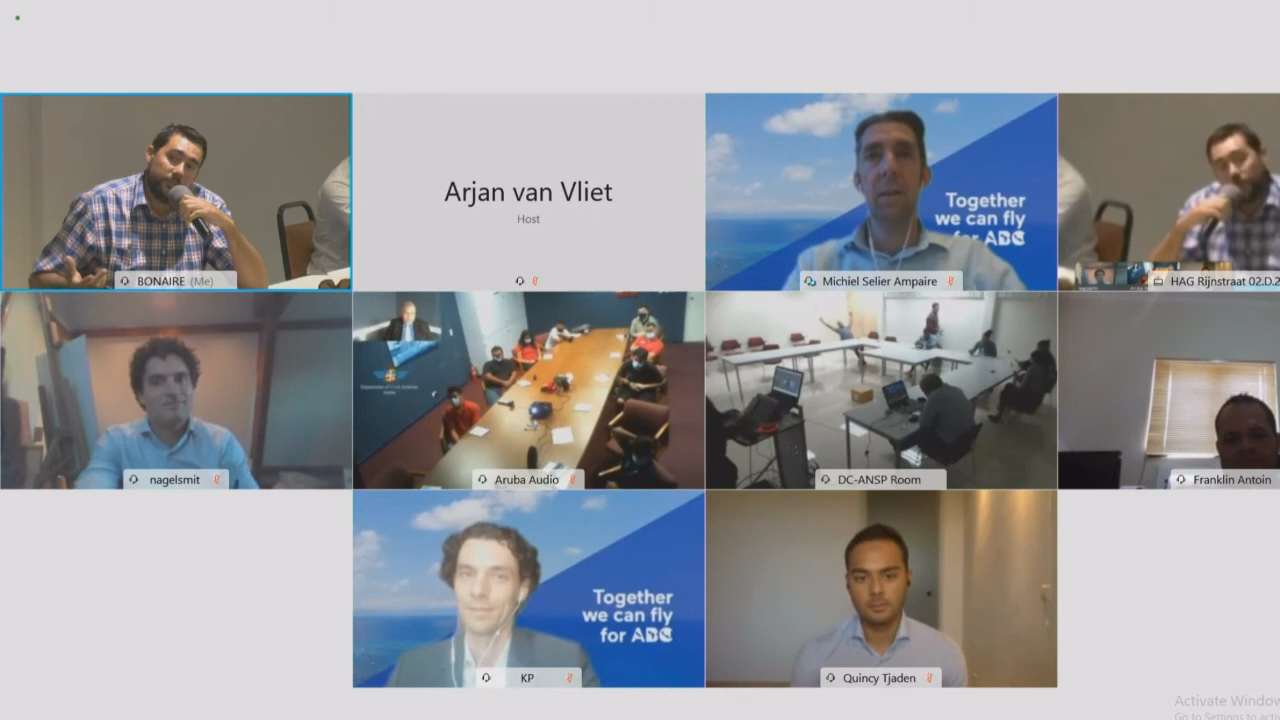 Arjan van Vliet
Host
Together
we can fly
for ADC
BONAIRE (Me)
Michiel Selier Ampaire
HAG Rijnstraat 02.D.2
nagelsmit
Aruba Audio
DC-ANSP Room
Franklin Antoin
Together
we can fly
for ADC
KP
Quincy Tjaden
Activate Window
Go to Settings to acti